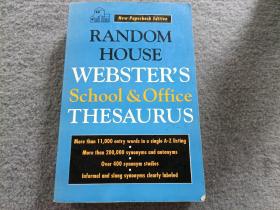 New Paperback Edition
RANDOM
HOUSE
WEBSTER'S
School & Office
THESAURUS
More than 11,000 entry words in a single A-Z listing
More than 200,000 synonyms and antonyms
Over 400 synonym studies
Informal and slang synonyms clearly labeled